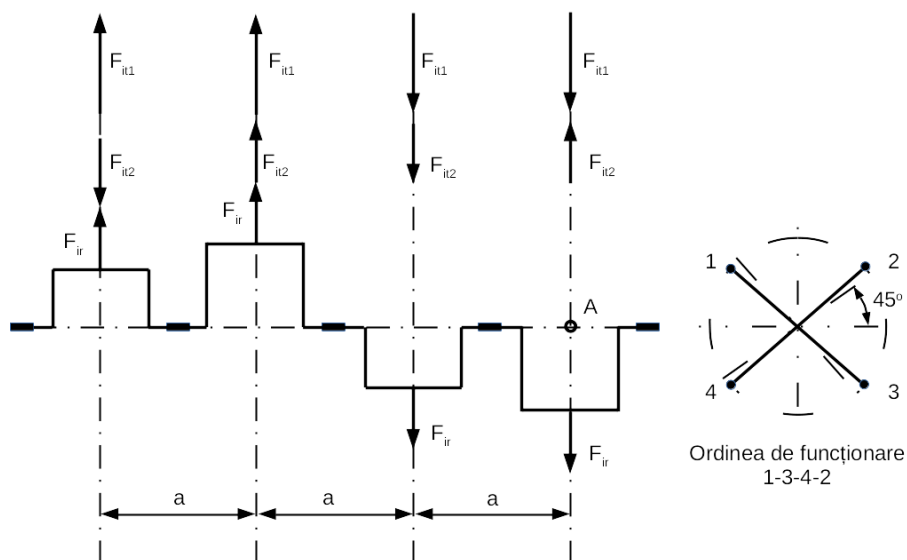 F_it1
F_it1
F_it1
F_it1
F_it2
F_it2
F_it2
F_it2
F_ir
F_ir
A
1
2
45º
4
3
F_ir
F_ir
Ordinea de funcționare
1-3-4-2
a
a
a